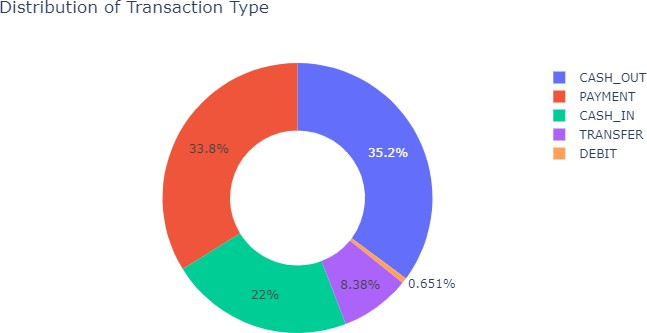 Distribution of Transaction Type
CASH_OUT
PAYMENT
CASH_IN
TRANSFER
DEBIT
33.8%
35.2%
0.651%
8.38%
22%